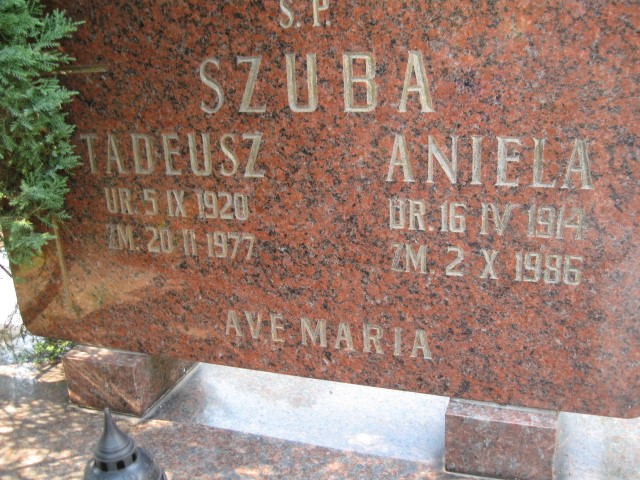 Ś.P.
SZUBA
TADEUSZ
UR. 5 IX 1920
ZM. 20 II 1977
ANIELA
UR. 16 IV 1914
ZM. 2 X 1986
AVE MARIA